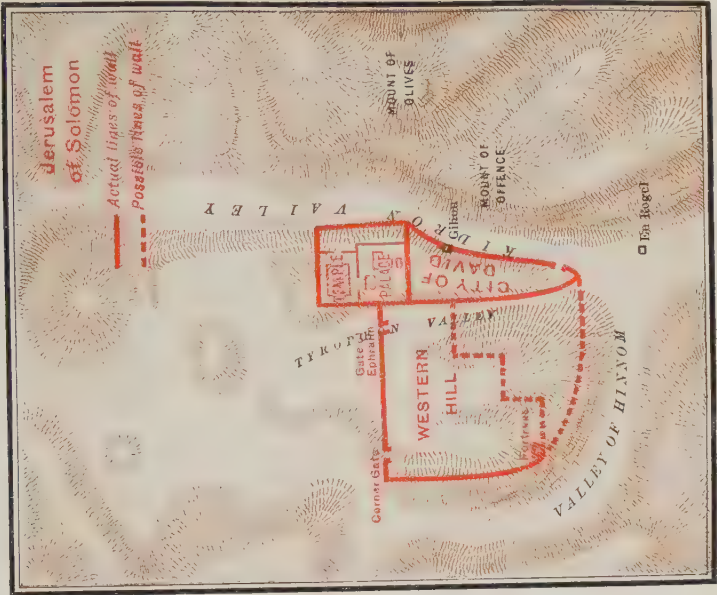 Jerusalem
of Solomon
Actual lines of wall
Possible lines of wall
MOUNT OF
OLIVES
MOUNT OF
OFFENCE
KIDRON VALLEY
Gihon
En Rogel
TEMPLE
PALACE
CITY OF
DAVID
TYROPŒON VALLEY
Gate
Ephraim
Corner Gate
WESTERN
HILL
VALLEY OF HINNOM